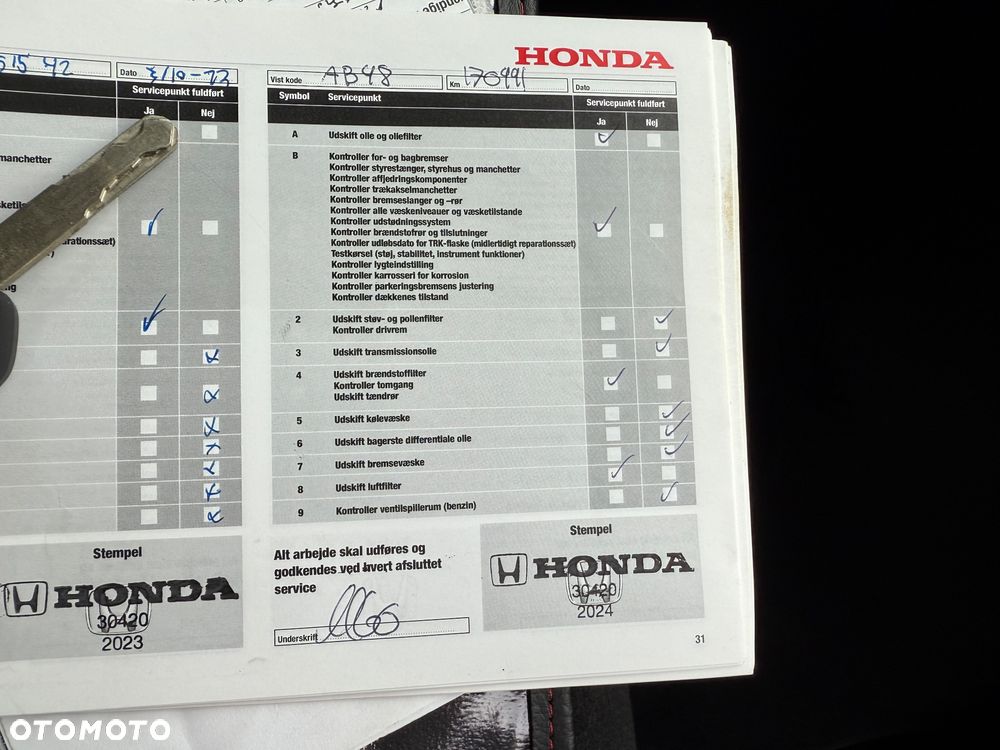 HONDA
51542
Dato 3/10-23
Servicepunkt fuldført
Ja Nej
manchetter
parationssæt)
Stempel
HONDA
30420
2023
Vist kode AB48
Km 170991
Dato
Symbol Servicepunkt
Servicepunkt fuldført
Ja Nej
A Udskift olie og oliefilter
B Kontroller for- og bagbremser
Kontroller styrestænger, styrehus og manchetter
Kontroller affjedringskomponenter
Kontroller trækakselmanchetter
Kontroller bremseslanger og –rør
Kontroller alle væskeniveauer og væsketilstande
Kontroller udstødningssystem
Kontroller brændstofrør og tilslutninger
Kontroller udløbsdato for TRK-flaske (midlertidigt reparationssæt)
Testkørsel (støj, stabilitet, instrument funktioner)
Kontroller lygteindstilling
Kontroller karrosseri for korrosion
Kontroller parkeringbremsens justering
Kontroller dækkenes tilstand
2 Udskift støv- og pollenfilter
Kontroller drivrem
3 Udskift transmissionsolie
4 Udskift brændstoffilter
Kontroller tomgang
Udskift tændrør
5 Udskift kølevæske
6 Udskift bagerste differentiale olie
7 Udskift bremsevæske
8 Udskift luftfilter
9 Kontroller ventilspillerum (benzin)
Alt arbejde skal udføres og
godkendes ved hvert afsluttet
service
Underskrift
Stempel
HONDA
30420
2024
31
OTOMOTO